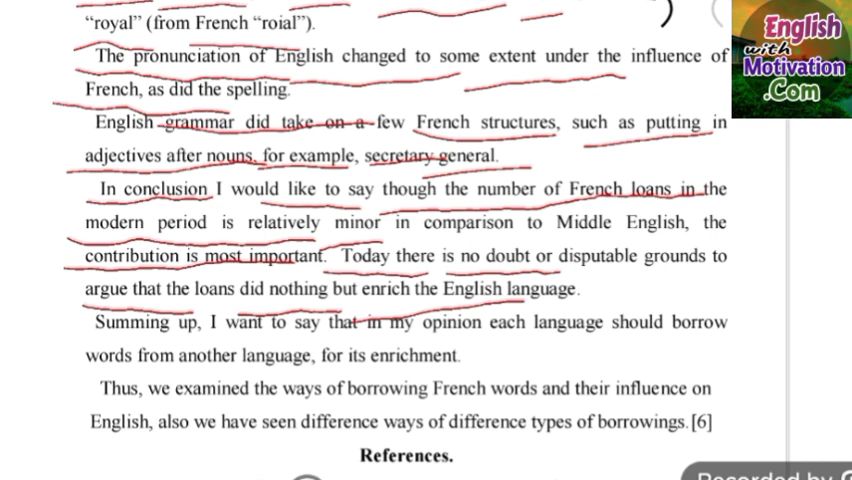 “royal” (from French “roial”).
The pronunciation of English changed to some extent under the influence of
French, as did the spelling.
English grammar did take on a few French structures, such as putting in
adjectives after nouns, for example, secretary general.
In conclusion I would like to say though the number of French loans in the
modern period is relatively minor in comparison to Middle English, the
contribution is most important. Today there is no doubt or disputable grounds to
argue that the loans did nothing but enrich the English language.
Summing up, I want to say that in my opinion each language should borrow
words from another language, for its enrichment.
Thus, we examined the ways of borrowing French words and their influence on
English, also we have seen difference ways of difference types of borrowings.[6]
References.
English
with
Motivation
.Com
Recorded by